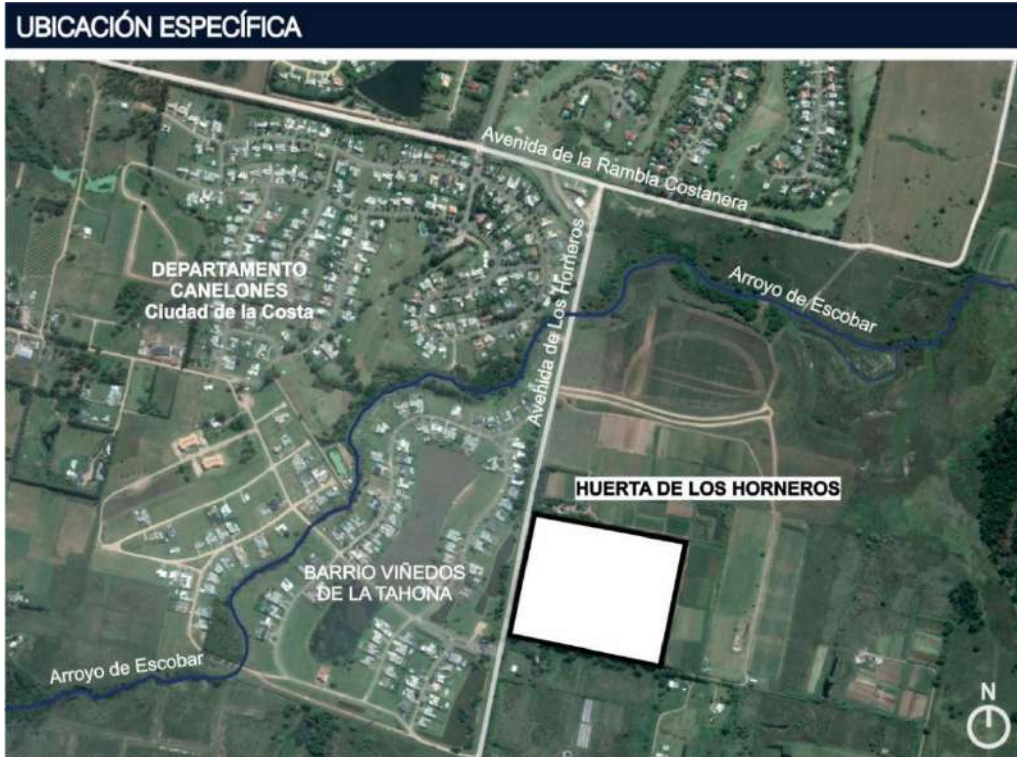 UBICACIÓN ESPECÍFICA
Avenida de la Rambla Costanera
Avenida de Los Horneros
Arroyo de Escobar
DEPARTAMENTO
CANELONES
Ciudad de la Costa
HUERTA DE LOS HORNEROS
BARRIO VIÑEDOS
DE LA TAHONA
Arroyo de Escobar
N